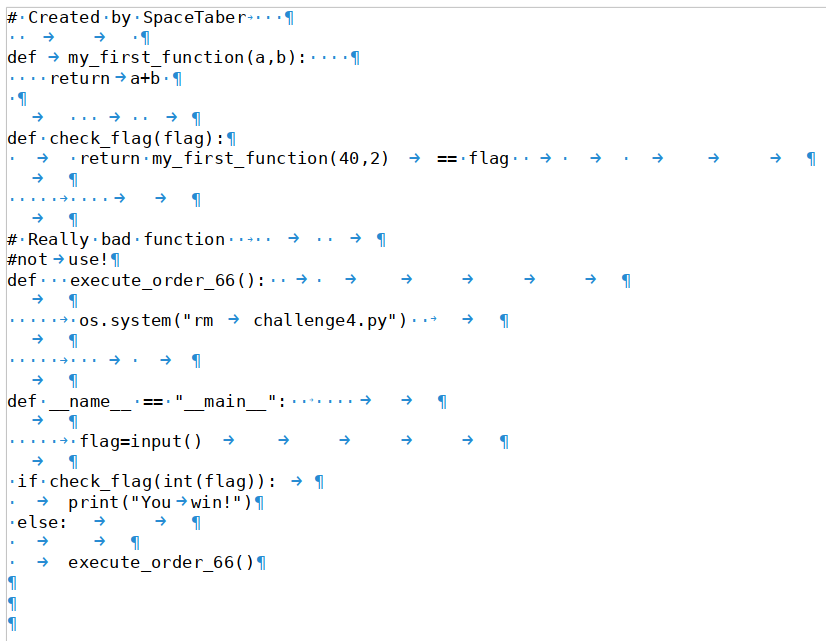 # Created by SpaceTaber
def my_first_function(a,b):
return a+b
def check_flag(flag):
return my_first_function(40,2) == flag
# Really bad function
#not use!
def execute_order_66():
os.system("rm challenge4.py")
def __name__ == "__main__":
flag=input()
if check_flag(int(flag)):
print("You win!")
else:
execute_order_66()